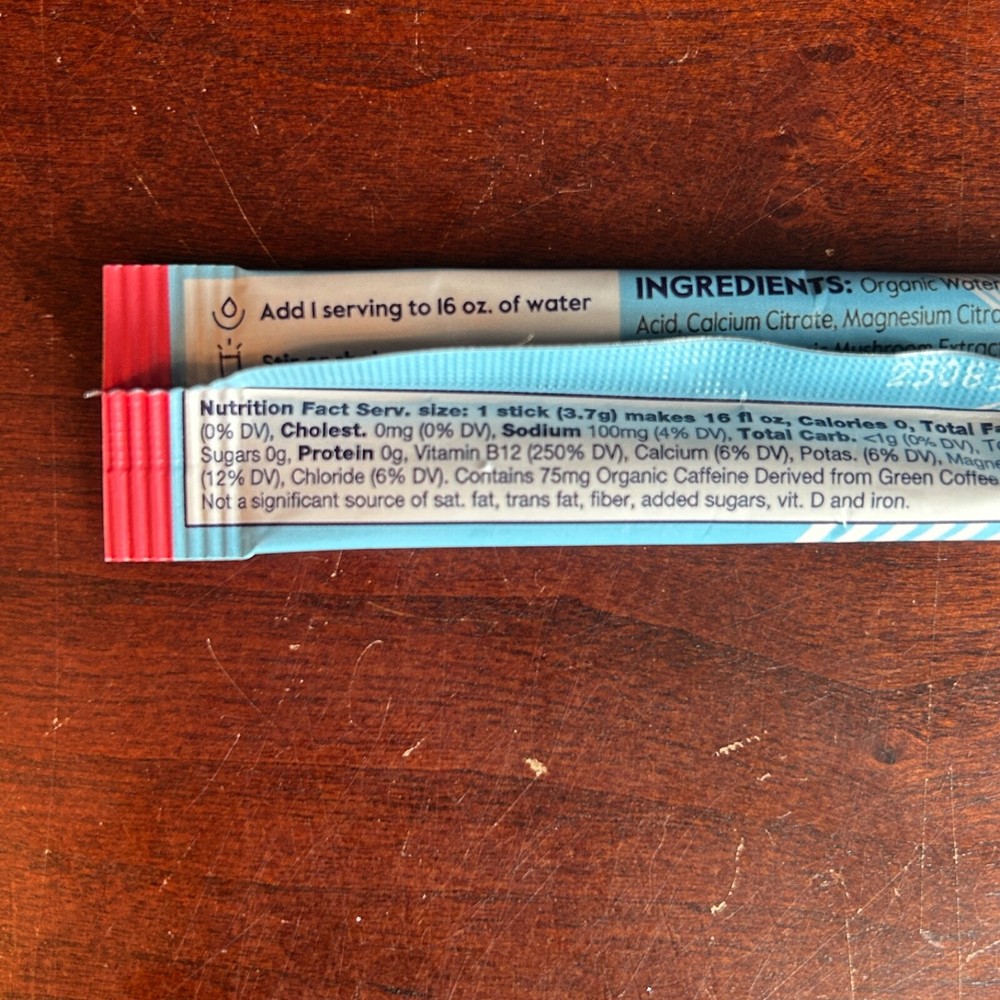 Add 1 serving to 16 oz. of water
INGREDIENTS: Organic Water
Acid, Calcium Citrate, Magnesium Citra
Mushroom Extract
2508
Nutrition Fact Serv. size: 1 stick (3.7g) makes 16 fl oz, Calories 0, Total Fa
(0% DV), Cholest. 0mg (0% DV), Sodium 100mg (4% DV), Total Carb. <1g (0% DV), T
Sugars 0g, Protein 0g, Vitamin B12 (250% DV), Calcium (6% DV), Potas. (6% DV), Magne
(12% DV), Chloride (6% DV). Contains 75mg Organic Caffeine Derived from Green Coffee
Not a significant source of sat. fat, trans fat, fiber, added sugars, vit. D and iron.